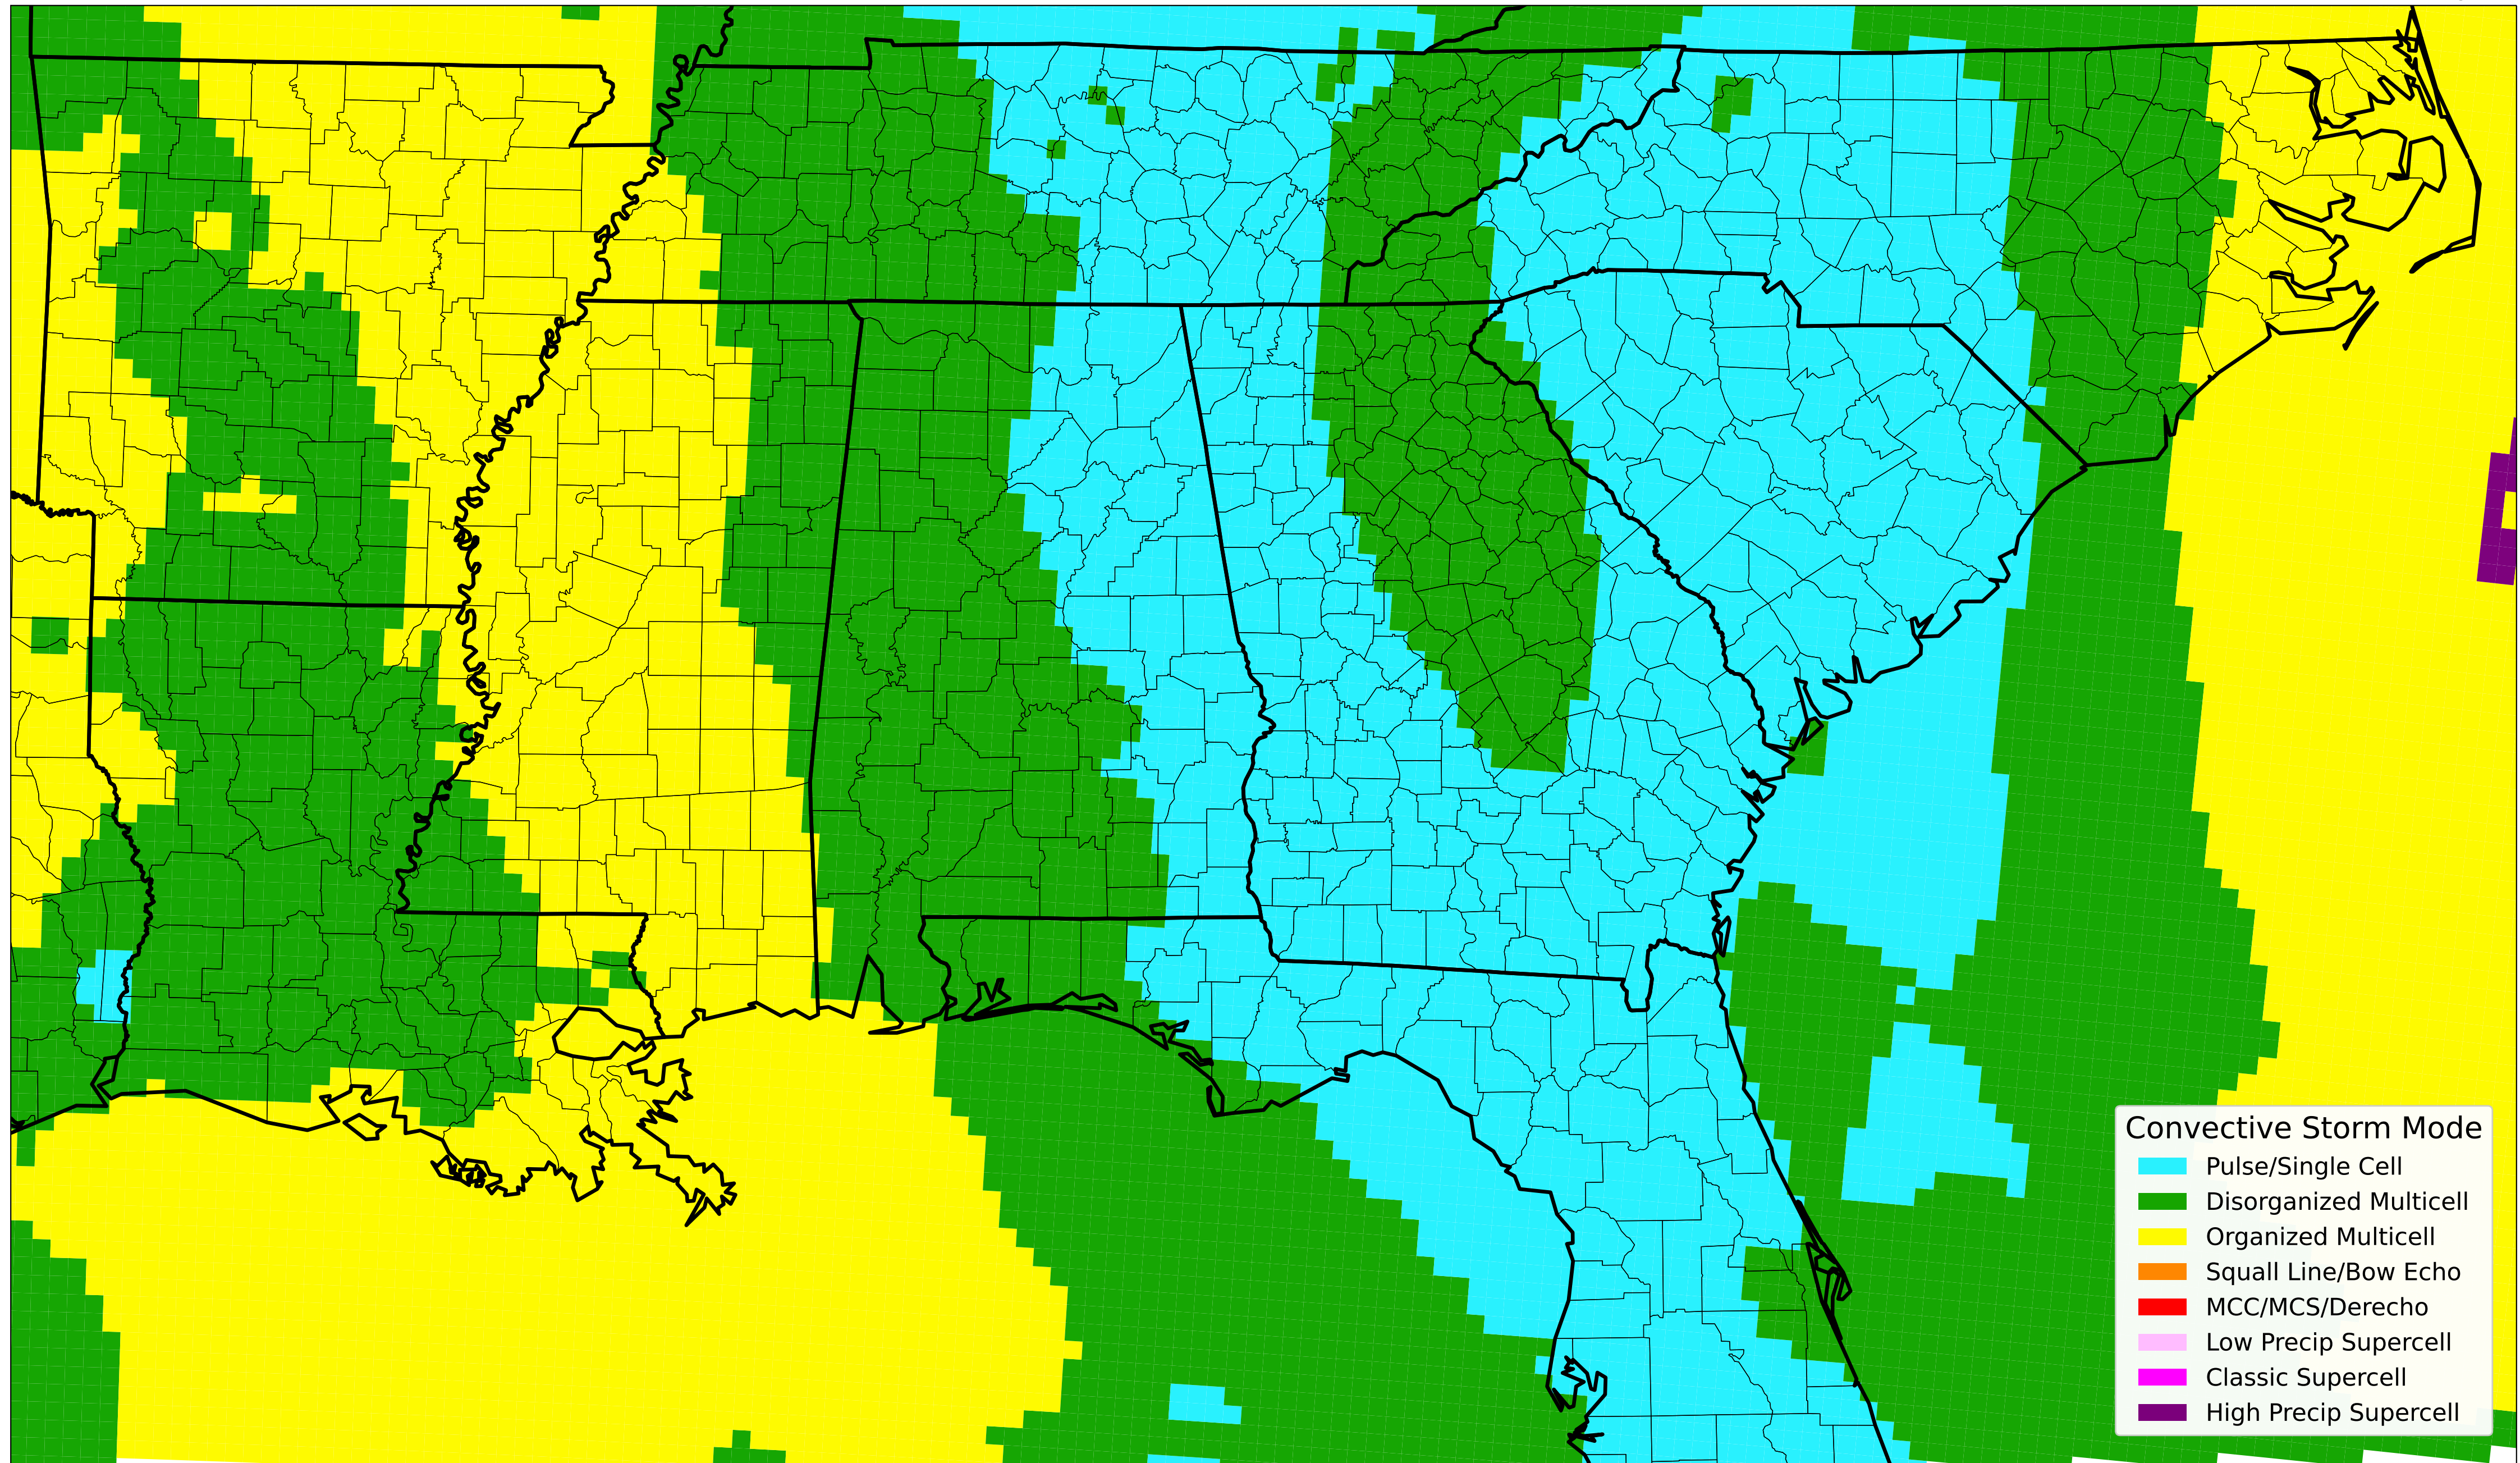 Convective Storm Mode
Pulse/Single Cell
Disorganized Multicell
Organized Multicell
Squall Line/Bow Echo
MCC/MCS/Derecho
Low Precip Supercell
Classic Supercell
High Precip Supercell